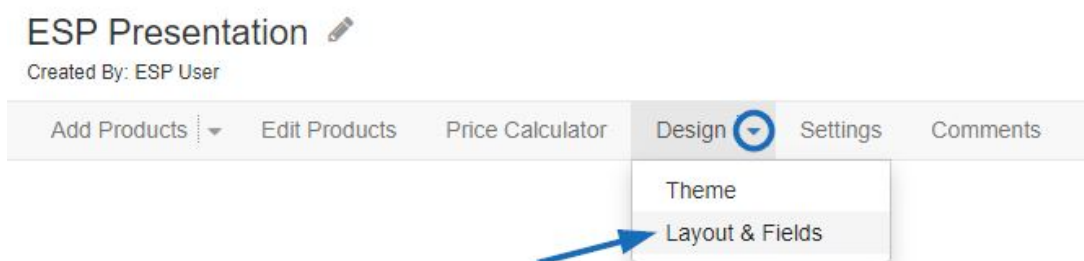 ESP Presentation
Created By: ESP User
Add Products Edit Products Price Calculator Design Settings Comments
Theme
Layout & Fields